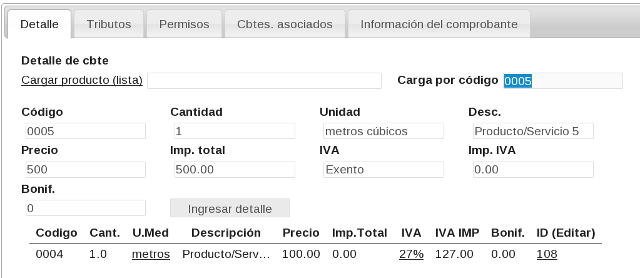 Detalle Tributos Permisos Cbtes. asociados Información del comprobante
Detalle de cbte
Cargar producto (lista) Carga por código 0005
Código Cantidad Unidad Desc.
0005 1 metros cúbicos Producto/Servicio 5
Precio Imp. total IVA Imp. IVA
500 500.00 Exento 0.00
Bonif.
0 Ingresar detalle
Codigo Cant. U.Med Descripción Precio Imp.Total IVA IVA IMP Bonif. ID (Editar)
0004 1.0 metros Producto/Serv... 100.00 0.00 27% 127.00 0.00 108